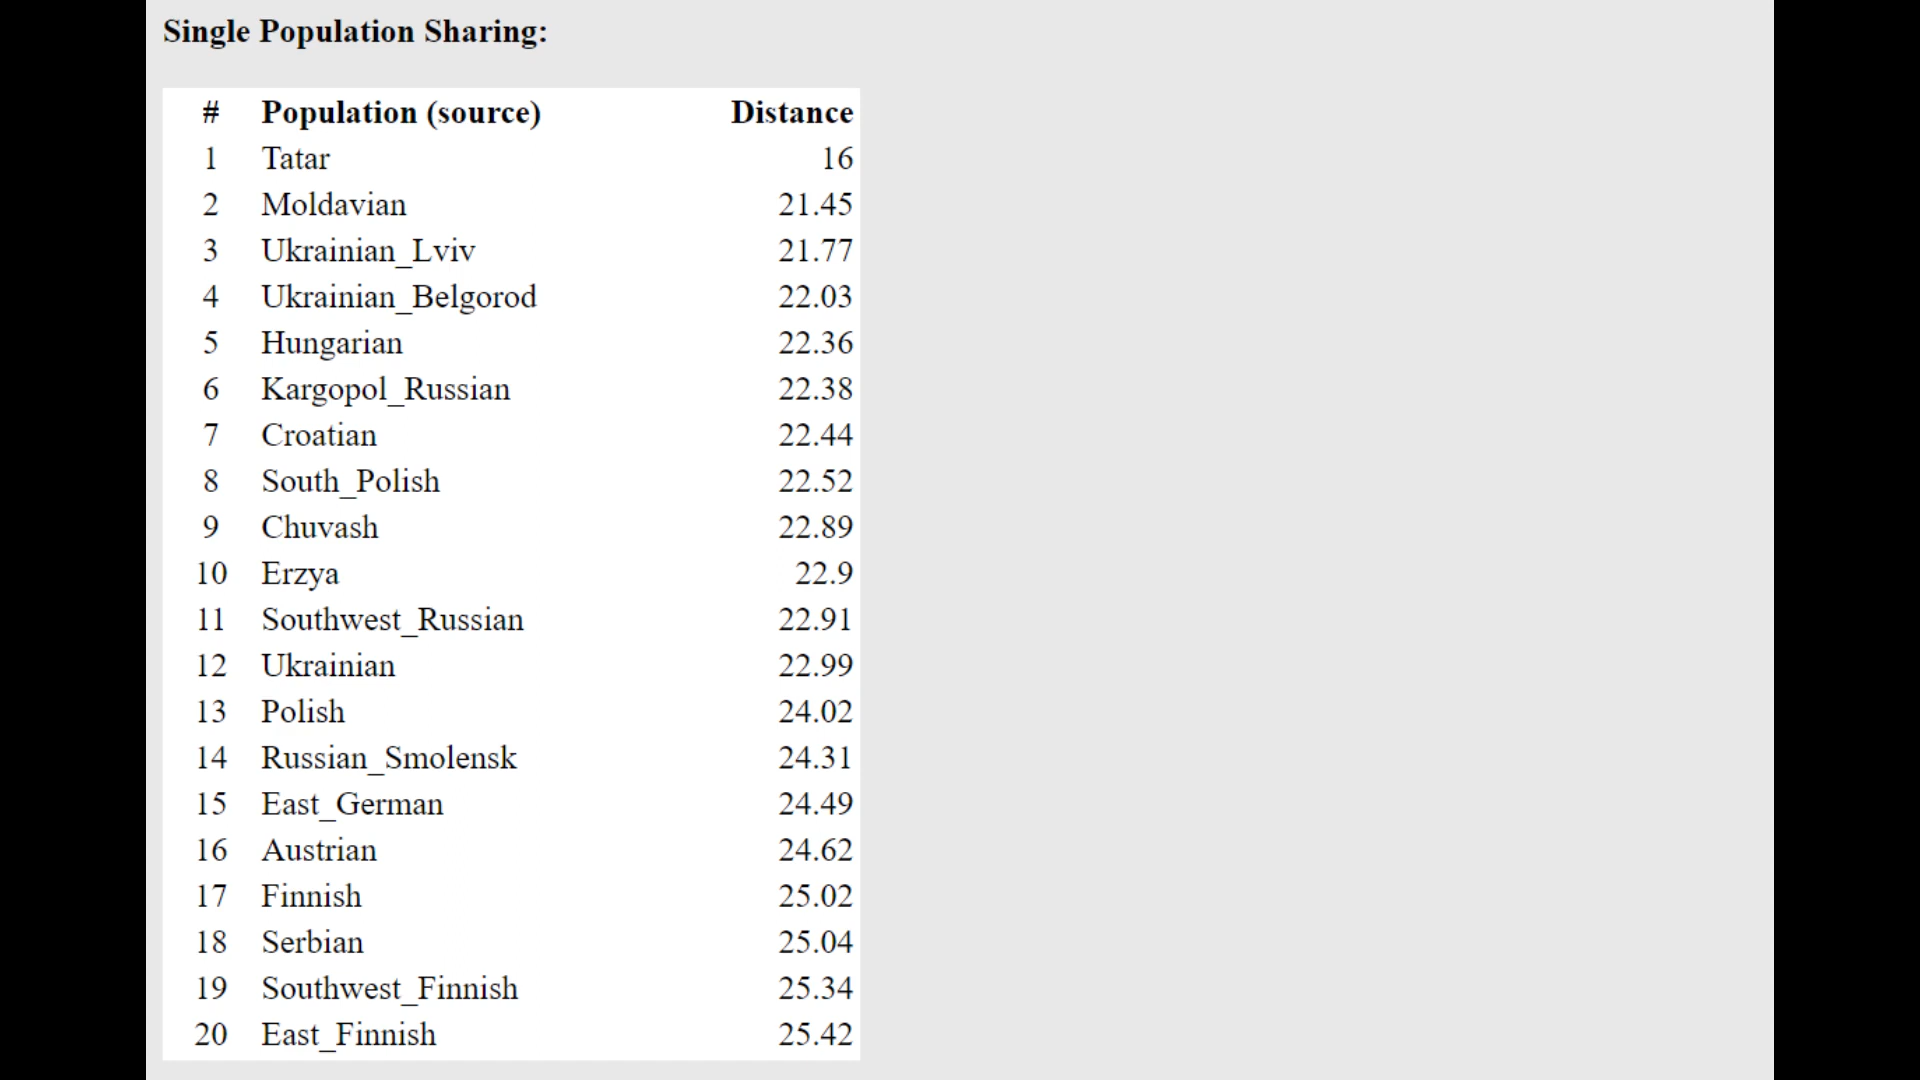 Single Population Sharing:
# Population (source) Distance
1 Tatar 16
2 Moldavian 21.45
3 Ukrainian_Lviv 21.77
4 Ukrainian_Belgorod 22.03
5 Hungarian 22.36
6 Kargopol_Russian 22.38
7 Croatian 22.44
8 South_Polish 22.52
9 Chuvash 22.89
10 Erzya 22.9
11 Southwest_Russian 22.91
12 Ukrainian 22.99
13 Polish 24.02
14 Russian_Smolensk 24.31
15 East_German 24.49
16 Austrian 24.62
17 Finnish 25.02
18 Serbian 25.04
19 Southwest_Finnish 25.34
20 East_Finnish 25.42